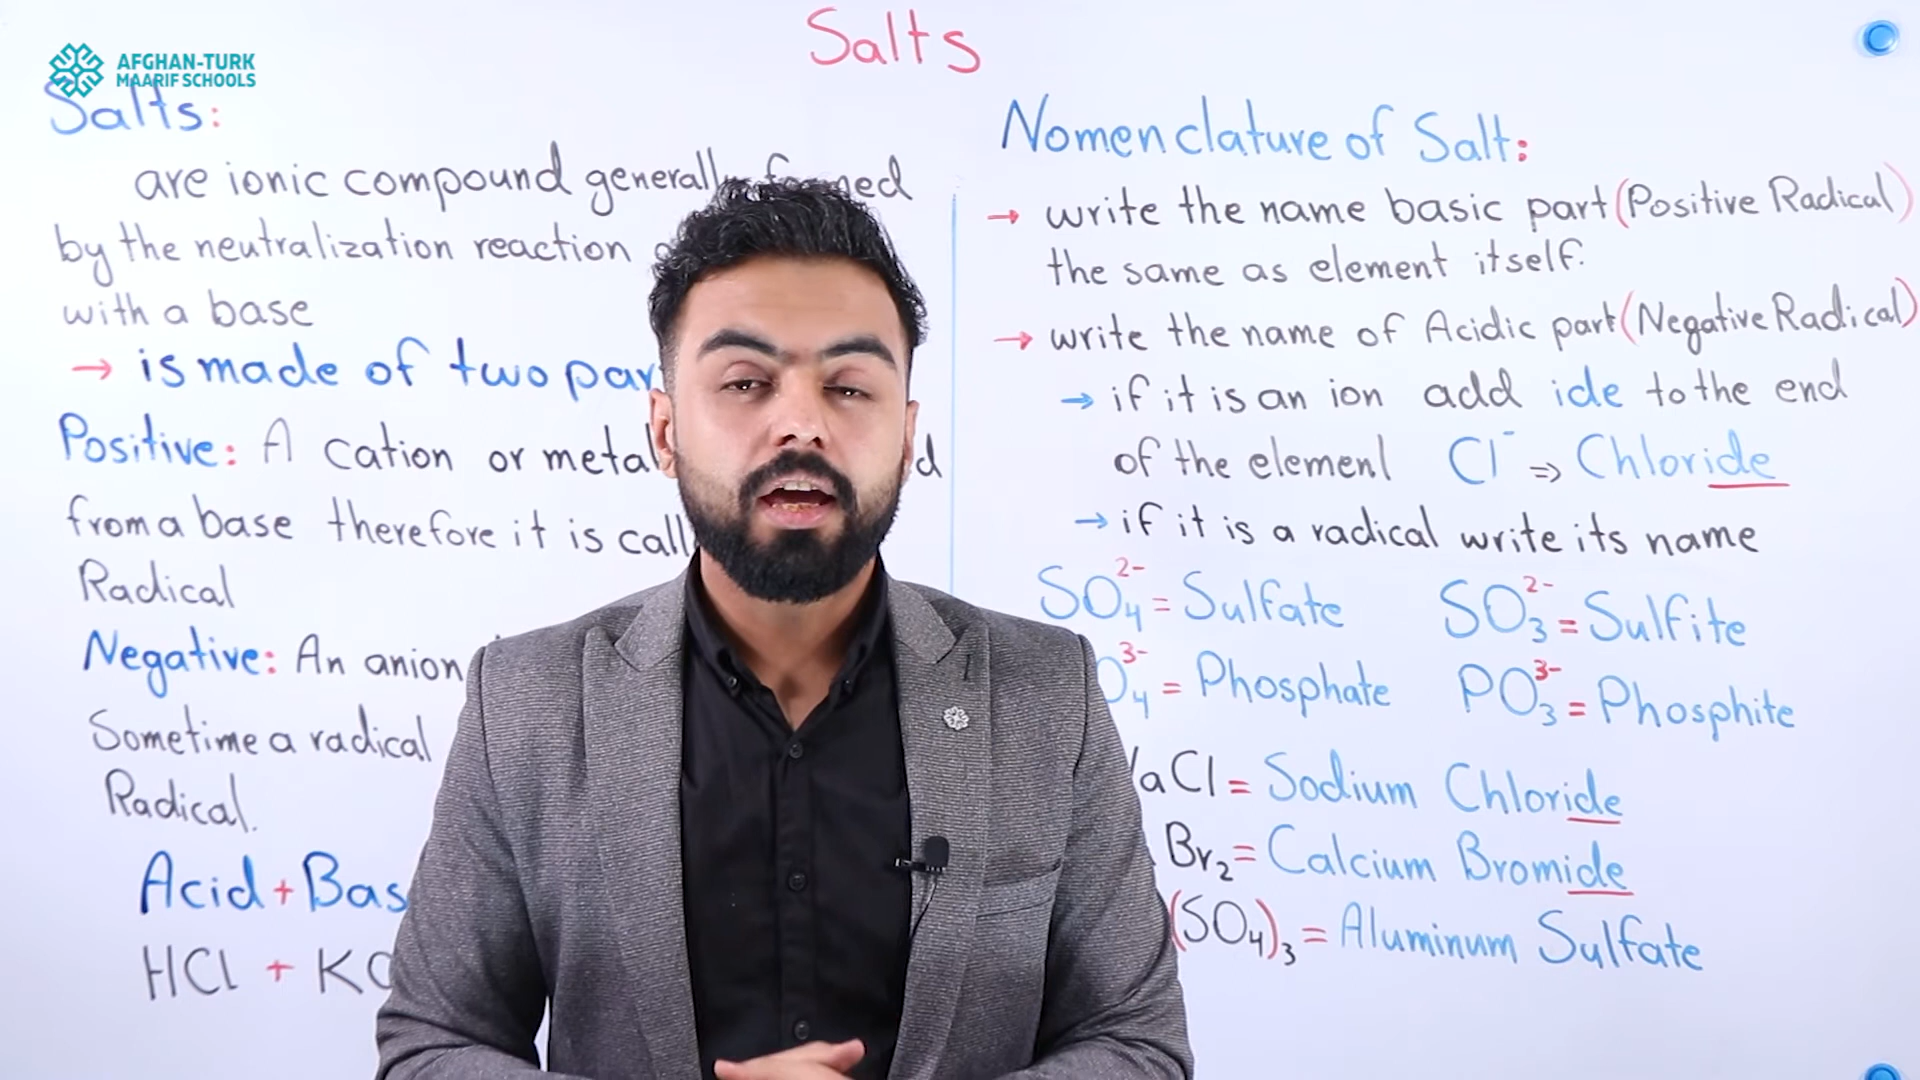 Salts
AFGHAN-TURK
MAARIF SCHOOLS
Salts:
are ionic compound generally formed
by the neutralization reaction
with a base
→ is made of two par
Positive: A cation or metal
from a base therefore it is call
Radical
Negative: An anion
Sometime a radical
Radical.
Acid + Bas
HCl + KO
Nomenclature of Salt:
→ write the name basic part (Positive Radical)
the same as element itself.
→ write the name of Acidic part (Negative Radical)
→ if it is an ion add ide to the end
of the element Cl⁻ ⇒ Chloride
→ if it is a radical write its name
SO₄²⁻ = Sulfate SO₃²⁻ = Sulfite
O₄³⁻ = Phosphate PO₃³⁻ = Phosphite
aCl = Sodium Chloride
Br₂ = Calcium Bromide
(SO₄)₃ = Aluminum Sulfate